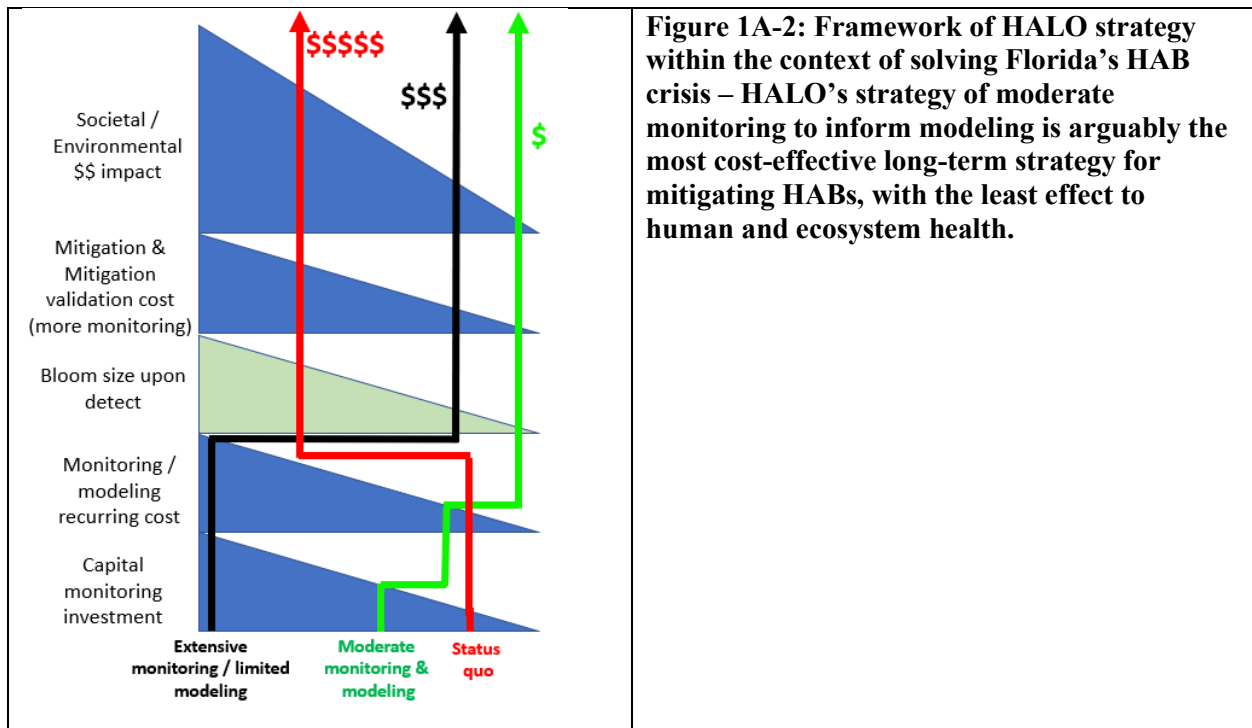 $$$$$
$$$
$
Societal /
Environmental
$$ impact
Mitigation &
Mitigation
validation cost
(more monitoring)
Bloom size upon
detect
Monitoring /
modeling
recurring cost
Capital
monitoring
investment
Extensive
monitoring / limited
modeling
Moderate
monitoring &
modeling
Status
quo
Figure 1A-2: Framework of HALO strategy
within the context of solving Florida’s HAB
crisis – HALO’s strategy of moderate
monitoring to inform modeling is arguably the
most cost-effective long-term strategy for
mitigating HABs, with the least effect to
human and ecosystem health.